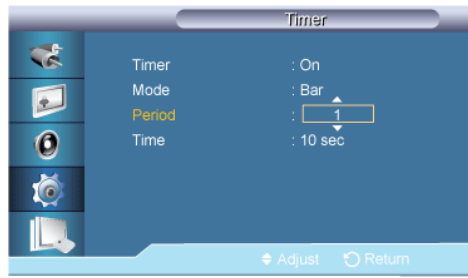 Timer
Timer : On
Mode : Bar
Period : 1
Time : 10 sec
Adjust Return